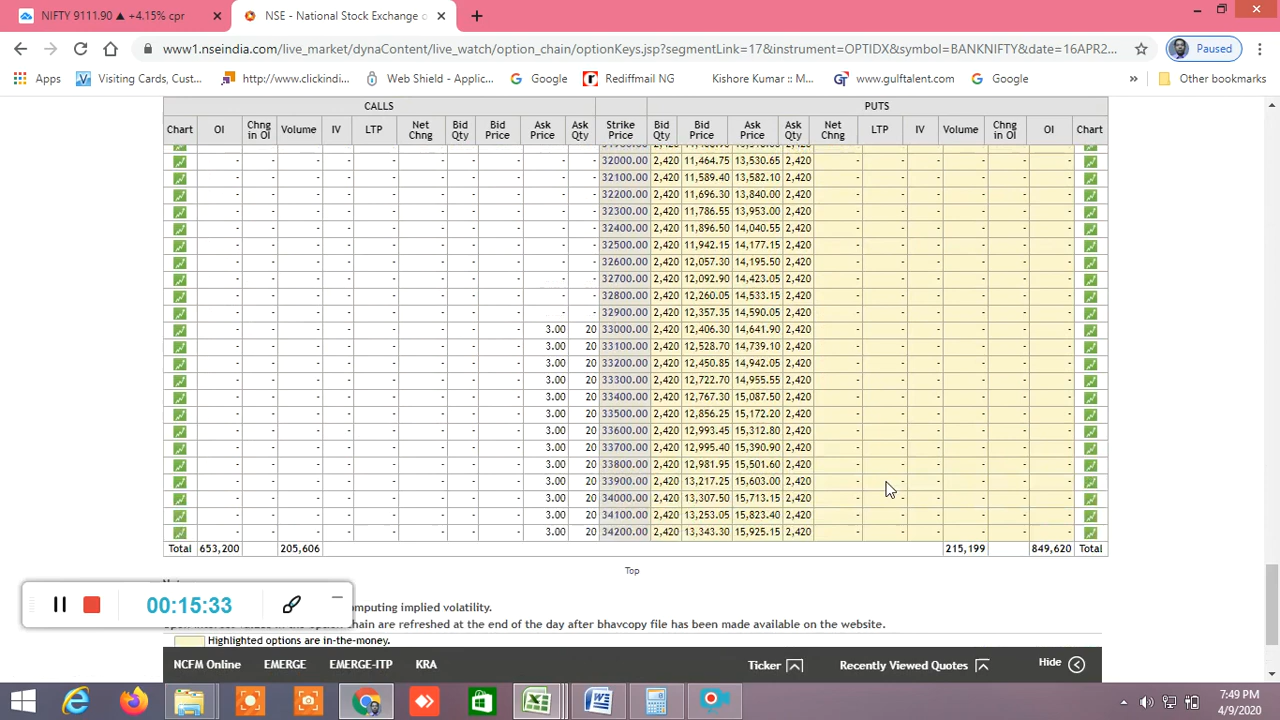 NIFTY 9111.90 ▲ +4.15% cpr
NSE - National Stock Exchange o
www1.nseindia.com/live_market/dynaContent/live_watch/option_chain/optionKeys.jsp?segmentLink=17&instrument=OPTIDX&symbol=BANKNIFTY&date=16APR2...
Paused
Apps Visiting Cards, Cust... http://www.clickindi... Web Shield - Applic... Google Rediffmail NG Kishore Kumar :: M... www.gulftalent.com Google » Other bookmarks
CALLS PUTS
Chart OI Chng in OI Volume IV LTP Net Chng Bid Qty Bid Price Ask Price Ask Qty Strike Price Bid Qty Bid Price Ask Price Ask Qty Net Chng LTP IV Volume Chng in OI OI Chart
- - - - - - - - - - 32000.00 2,420 11,464.75 13,530.65 2,420 - - - - - -
- - - - - - - - - - 32100.00 2,420 11,589.40 13,582.10 2,420 - - - - - -
- - - - - - - - - - 32200.00 2,420 11,696.30 13,840.00 2,420 - - - - - -
- - - - - - - - - - 32300.00 2,420 11,786.55 13,953.00 2,420 - - - - - -
- - - - - - - - - - 32400.00 2,420 11,896.50 14,040.55 2,420 - - - - - -
- - - - - - - - - - 32500.00 2,420 11,942.15 14,177.15 2,420 - - - - - -
- - - - - - - - - - 32600.00 2,420 12,057.30 14,195.50 2,420 - - - - - -
- - - - - - - - - - 32700.00 2,420 12,092.90 14,423.05 2,420 - - - - - -
- - - - - - - - - - 32800.00 2,420 12,260.05 14,533.15 2,420 - - - - - -
- - - - - - - - - - 32900.00 2,420 12,357.35 14,590.05 2,420 - - - - - -
- - - - - - - - 3.00 20 33000.00 2,420 12,406.30 14,641.90 2,420 - - - - - -
- - - - - - - - 3.00 20 33100.00 2,420 12,528.70 14,739.10 2,420 - - - - - -
- - - - - - - - 3.00 20 33200.00 2,420 12,450.85 14,942.05 2,420 - - - - - -
- - - - - - - - 3.00 20 33300.00 2,420 12,722.70 14,955.55 2,420 - - - - - -
- - - - - - - - 3.00 20 33400.00 2,420 12,767.30 15,087.50 2,420 - - - - - -
- - - - - - - - 3.00 20 33500.00 2,420 12,856.25 15,172.20 2,420 - - - - - -
- - - - - - - - 3.00 20 33600.00 2,420 12,993.45 15,312.80 2,420 - - - - - -
- - - - - - - - 3.00 20 33700.00 2,420 12,995.40 15,390.90 2,420 - - - - - -
- - - - - - - - 3.00 20 33800.00 2,420 12,981.95 15,501.60 2,420 - - - - - -
- - - - - - - - 3.00 20 33900.00 2,420 13,217.25 15,603.00 2,420 - - - - - -
- - - - - - - - 3.00 20 34000.00 2,420 13,307.50 15,713.15 2,420 - - - - - -
- - - - - - - - 3.00 20 34100.00 2,420 13,253.05 15,823.40 2,420 - - - - - -
- - - - - - - - 3.00 20 34200.00 2,420 13,343.30 15,925.15 2,420 - - - - - -
Total 653,200 205,606 215,199 849,620 Total
Top
00:15:33
omputing implied volatility.
chain are refreshed at the end of the day after bhavcopy file has been made available on the website.
Highlighted options are in-the-money.
NCFM Online EMERGE EMERGE-ITP KRA Ticker Recently Viewed Quotes Hide
7:49 PM
4/9/2020